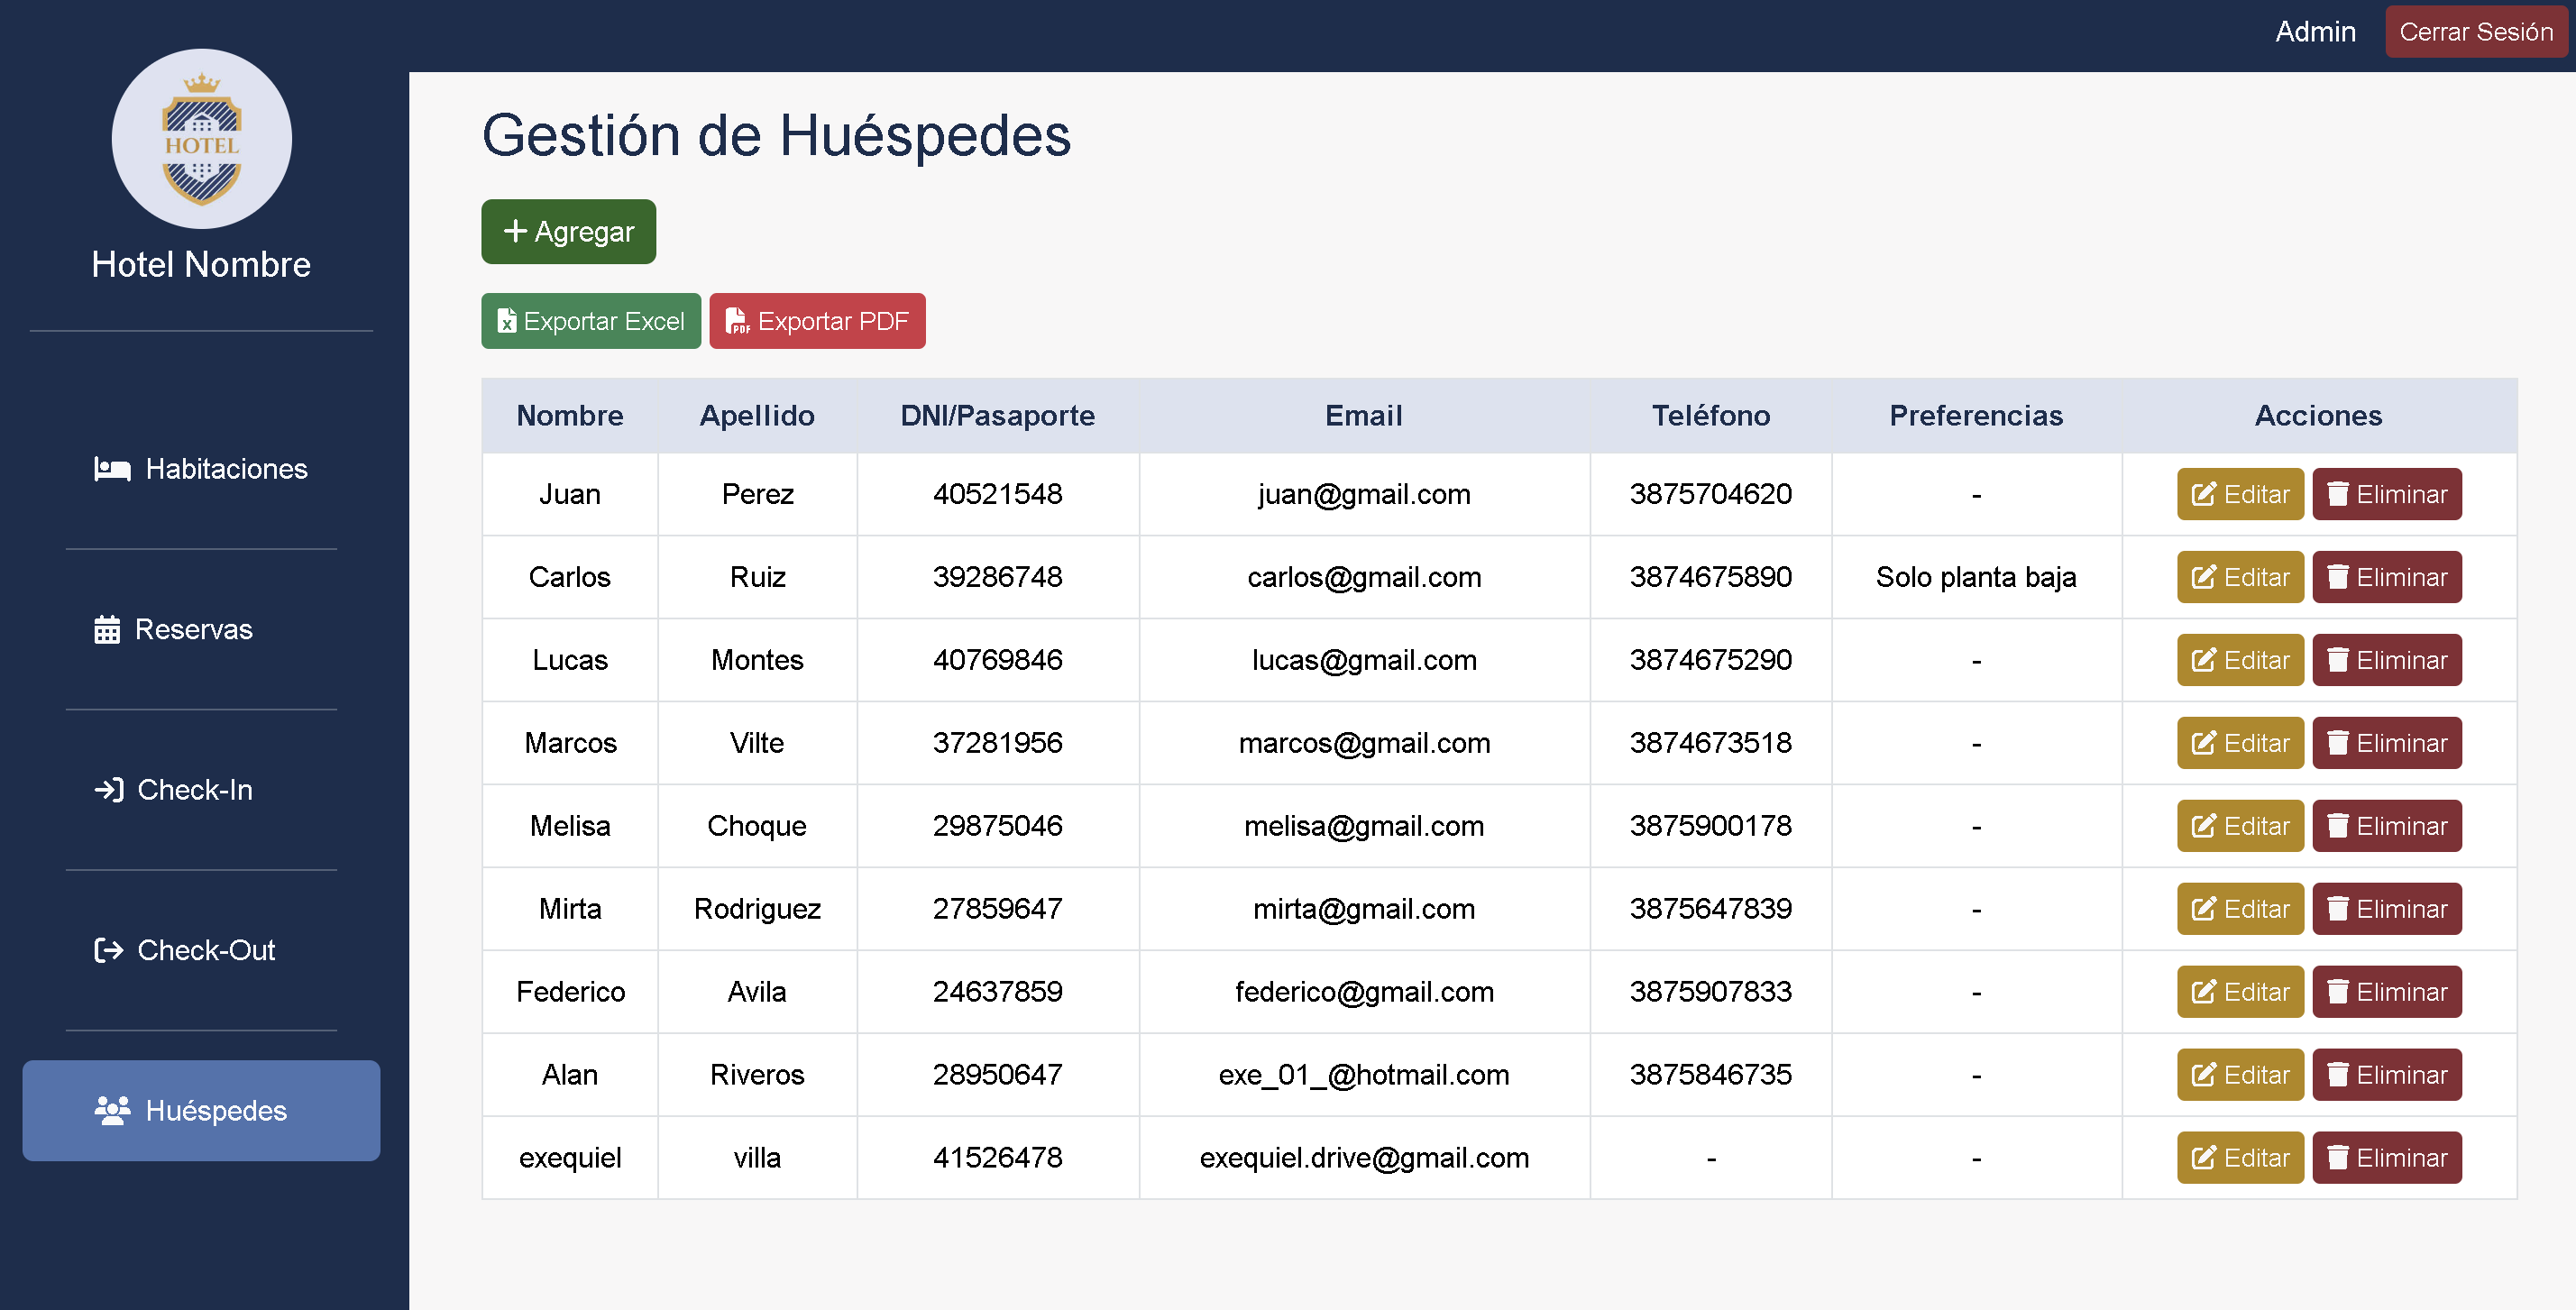 Admin Cerrar Sesión
HOTEL
Hotel Nombre
Habitaciones
Reservas
Check-In
Check-Out
Huéspedes
Gestión de Huéspedes
Agregar
Exportar Excel Exportar PDF
Nombre Apellido DNI/Pasaporte Email Teléfono Preferencias Acciones
Juan Perez 40521548 juan@gmail.com 3875704620 - Editar Eliminar
Carlos Ruiz 39286748 carlos@gmail.com 3874675890 Solo planta baja Editar Eliminar
Lucas Montes 40769846 lucas@gmail.com 3874675290 - Editar Eliminar
Marcos Vilte 37281956 marcos@gmail.com 3874673518 - Editar Eliminar
Melisa Choque 29875046 melisa@gmail.com 3875900178 - Editar Eliminar
Mirta Rodriguez 27859647 mirta@gmail.com 3875647839 - Editar Eliminar
Federico Avila 24637859 federico@gmail.com 3875907833 - Editar Eliminar
Alan Riveros 28950647 exe_01_@hotmail.com 3875846735 - Editar Eliminar
exequiel villa 41526478 exequiel.drive@gmail.com - - Editar Eliminar